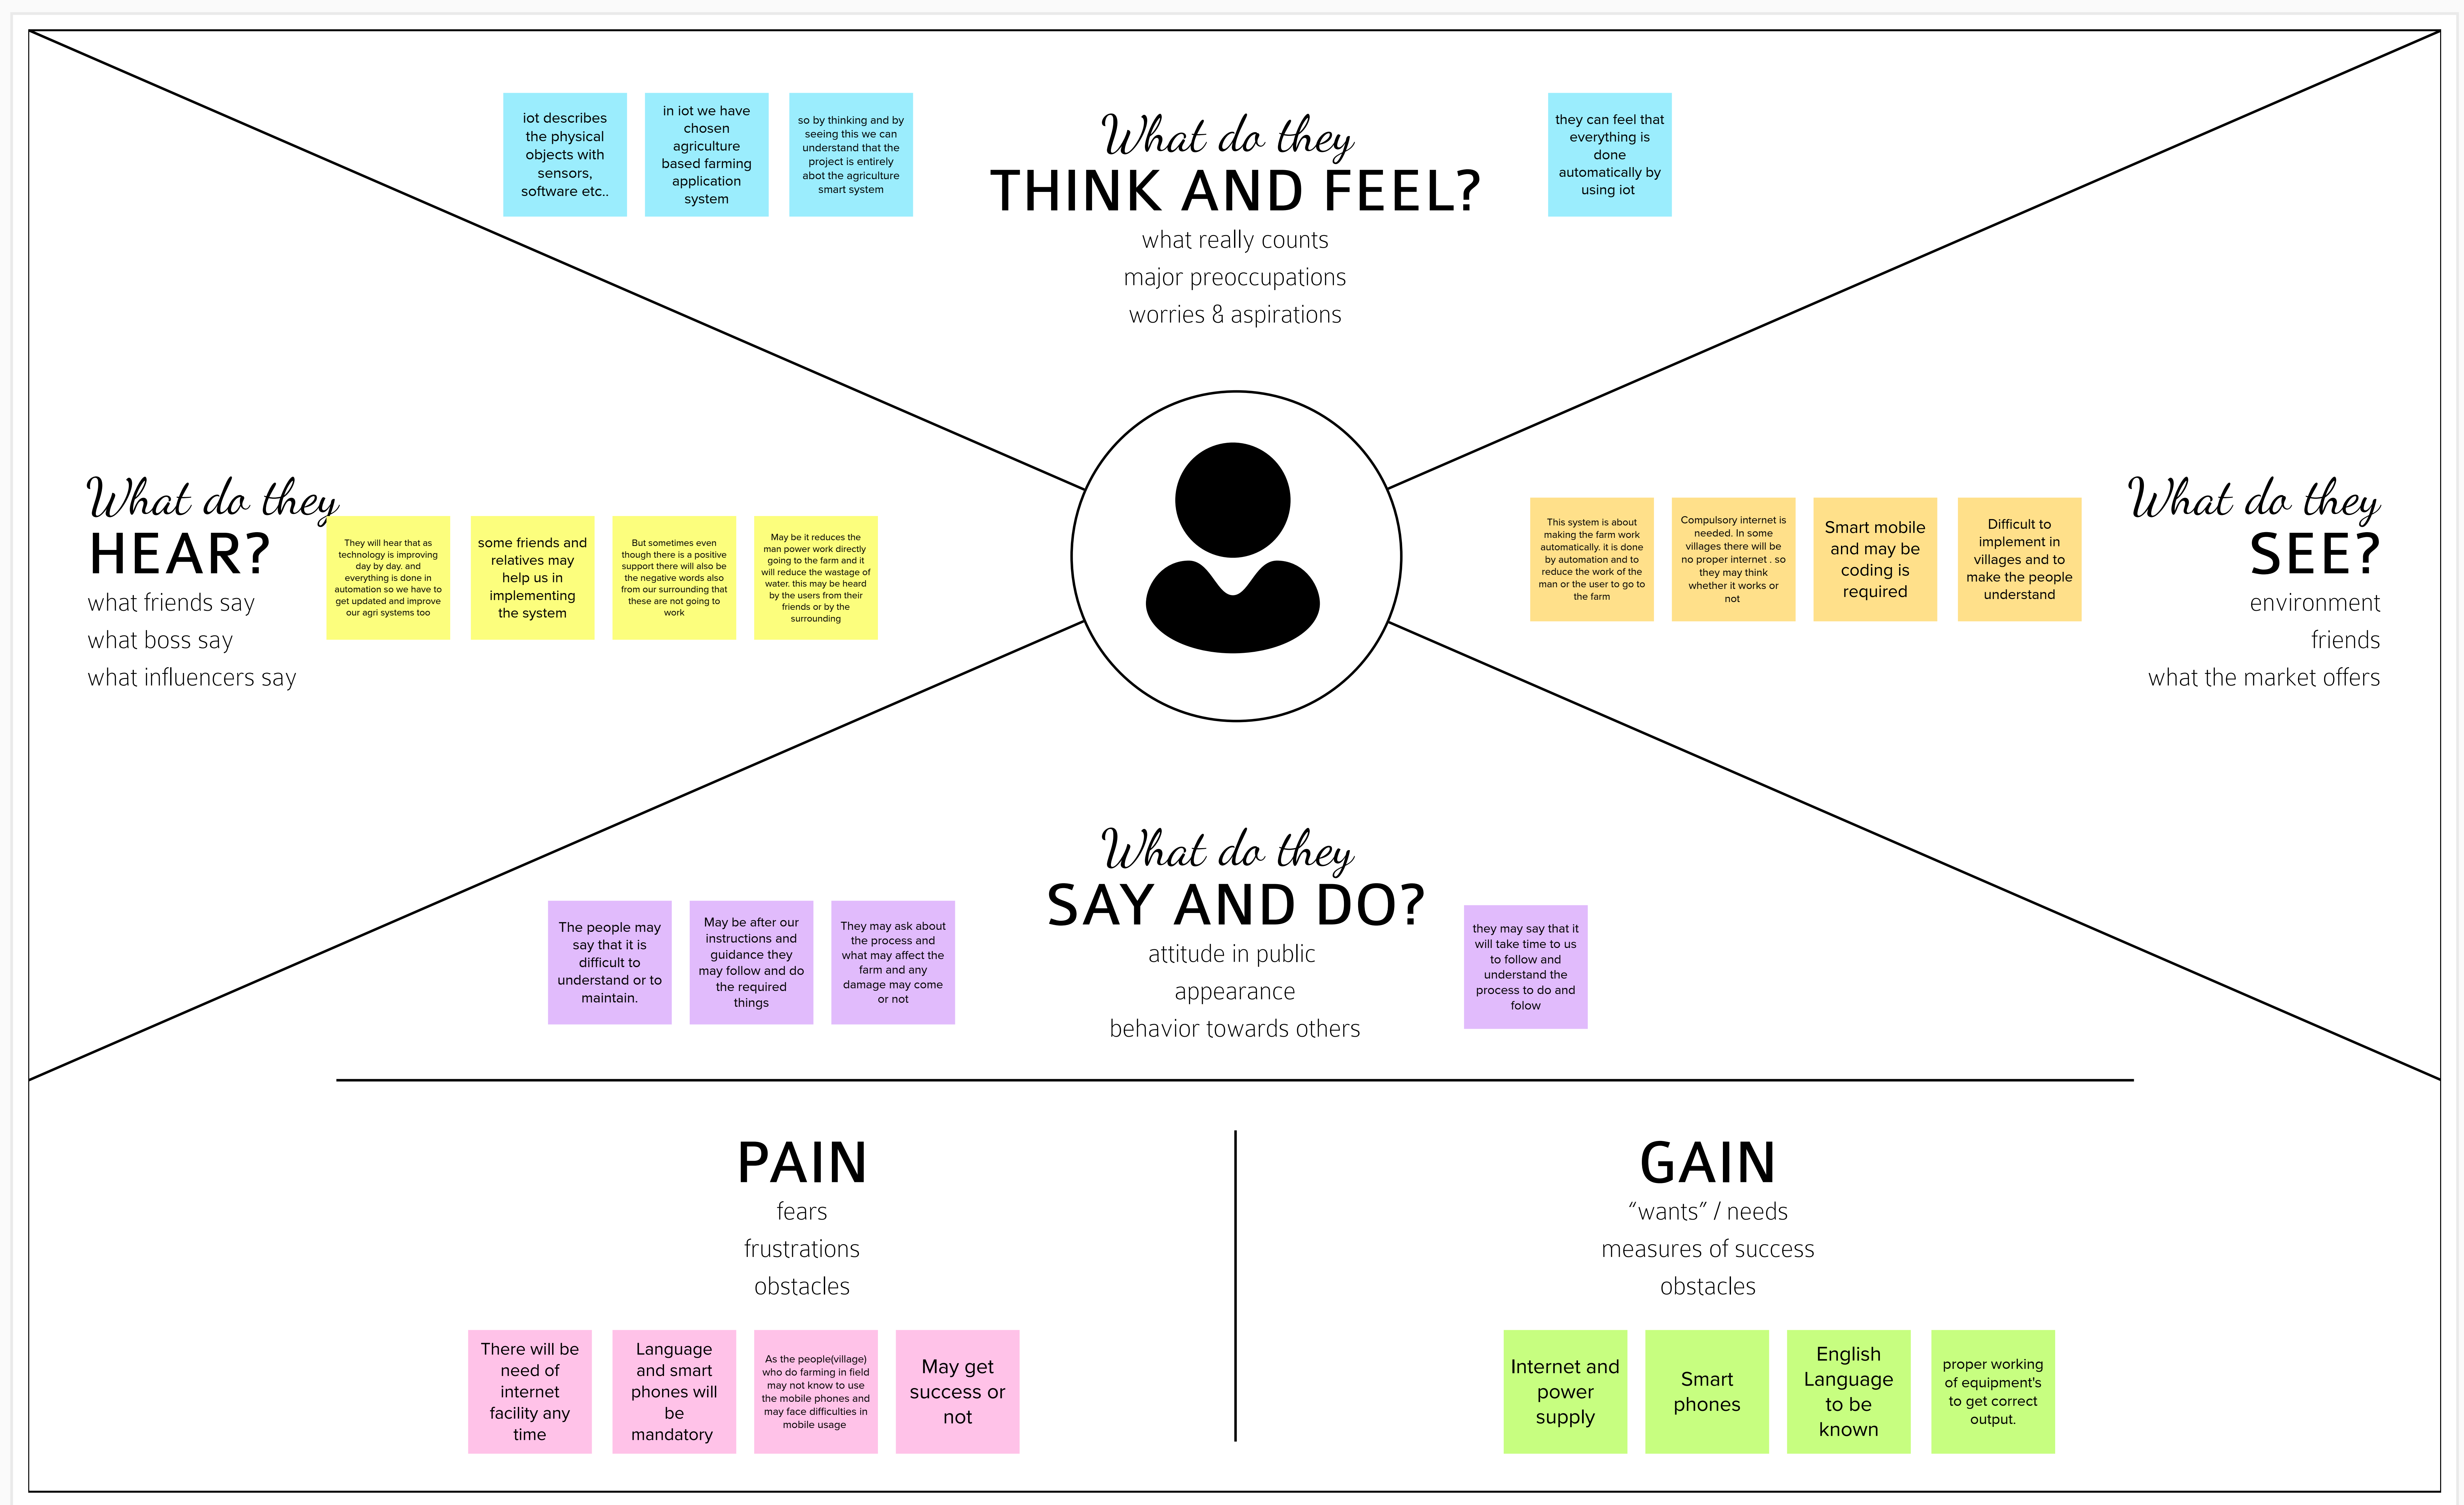 iot describes
the physical
objects with
sensors,
software etc..
in iot we have
chosen
agriculture
based farming
application
system
so by thinking and by
seeing this we can
understand that the
project is entirely
abot the agriculture
smart system
What do they
THINK AND FEEL?
what really counts
major preoccupations
worries & aspirations
they can feel that
everything is
done
automatically by
using iot
What do they
HEAR?
what friends say
what boss say
what influencers say
They will hear that as
technology is improving
day by day. and
everything is done in
automation so we have to
get updated and improve
our agri systems too
some friends and
relatives may
help us in
implementing
the system
But sometimes even
though there is a positive
support there will also be
the negative words also
from our surrounding that
these are not going to
work
May be it reduces the
man power work directly
going to the farm and it
will reduce the wastage of
water. this may be heard
by the users from their
friends or by the
surrounding
This system is about
making the farm work
automatically. it is done
by automation and to
reduce the work of the
man or the user to go to
the farm
Compulsory internet is
needed. In some
villages there will be
no proper internet . so
they may think
whether it works or
not
Smart mobile
and may be
coding is
required
Difficult to
implement in
villages and to
make the people
understand
What do they
SEE?
environment
friends
what the market offers
The people may
say that it is
difficult to
understand or to
maintain.
May be after our
instructions and
guidance they
may follow and do
the required
things
They may ask about
the process and
what may affect the
farm and any
damage may come
or not
What do they
SAY AND DO?
attitude in public
appearance
behavior towards others
they may say that it
will take time to us
to follow and
understand the
process to do and
folow
PAIN
fears
frustrations
obstacles
There will be
need of
internet
facility any
time
Language
and smart
phones will
be
mandatory
As the people(village)
who do farming in field
may not know to use
the mobile phones and
may face difficulties in
mobile usage
May get
success or
not
GAIN
“wants” / needs
measures of success
obstacles
Internet and
power
supply
Smart
phones
English
Language
to be
known
proper working
of equipment's
to get correct
output.